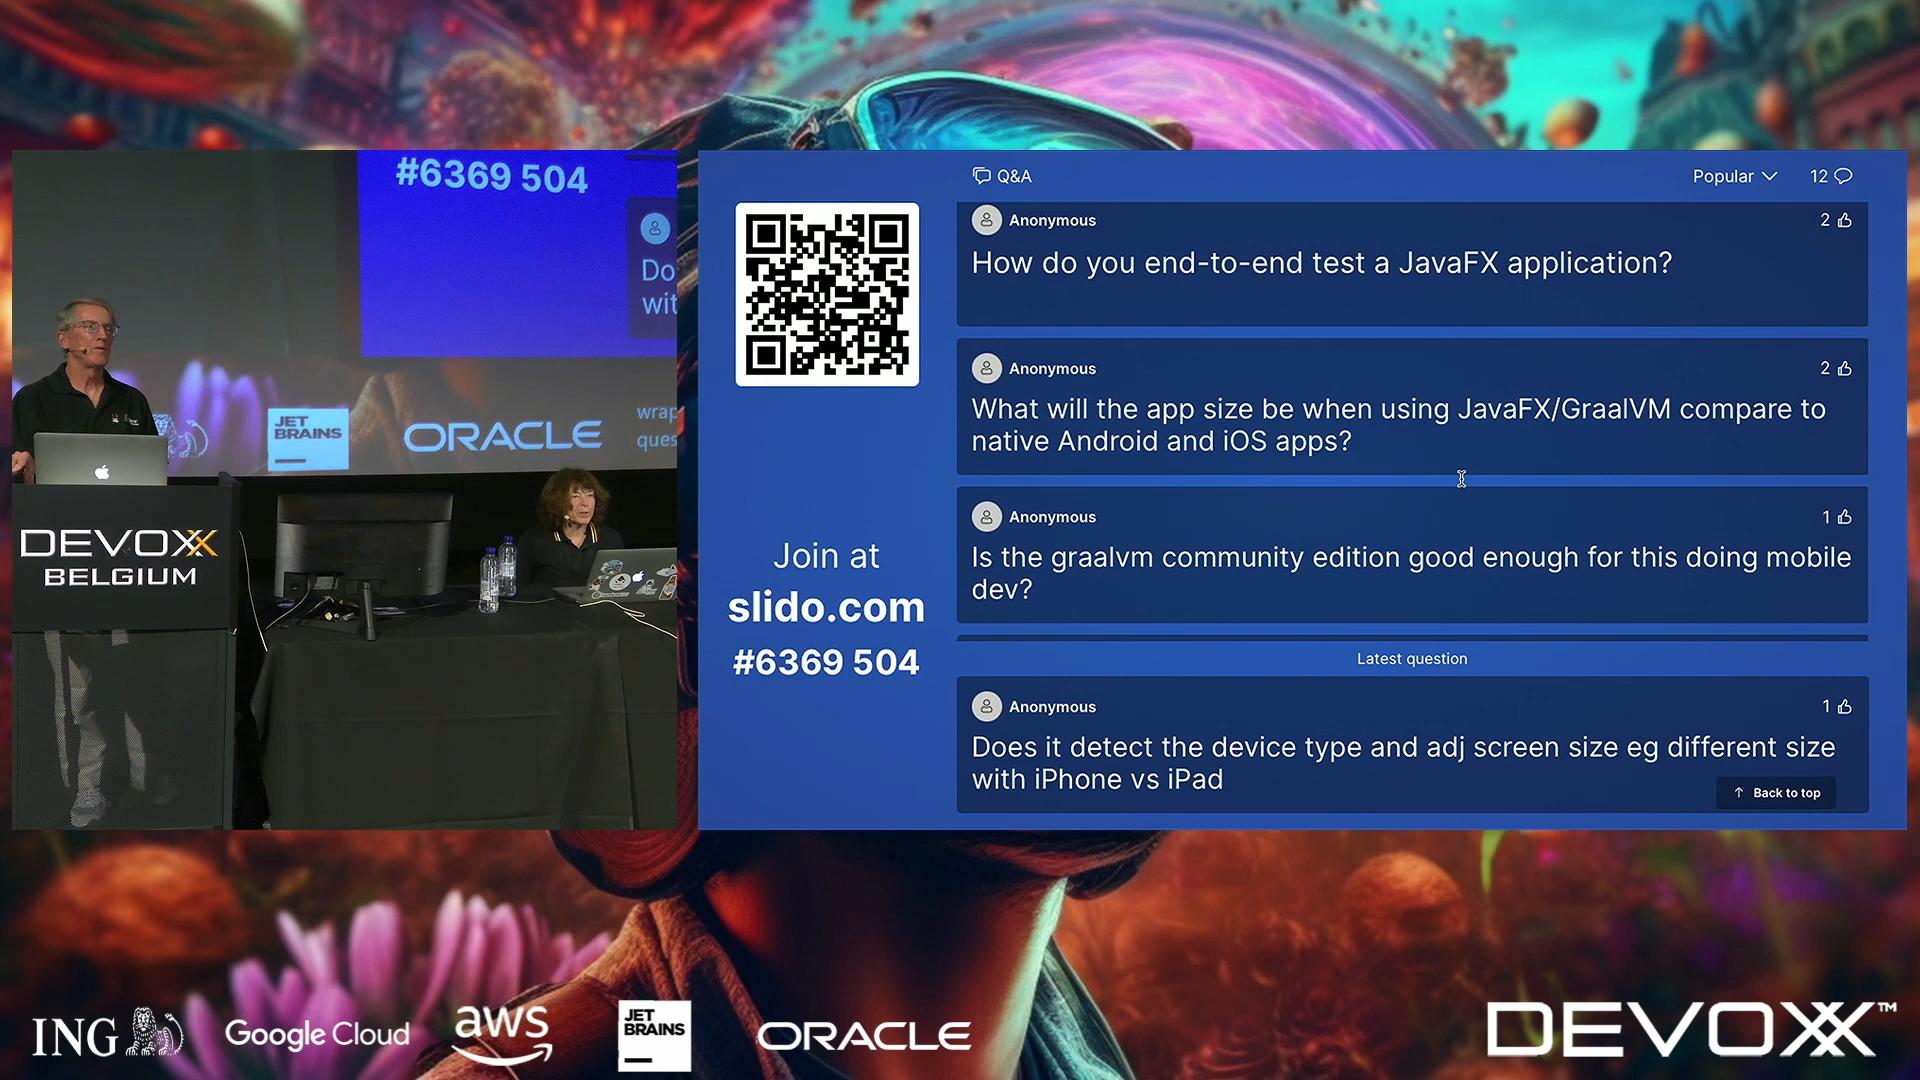 #6369 504
Do
wit
JET
BRAINS
ORACLE
wrap
ques
DEVOXX
BELGIUM
Q&A
Popular
12
Anonymous
2
How do you end-to-end test a JavaFX application?
Anonymous
2
What will the app size be when using JavaFX/GraalVM compare to
native Android and iOS apps?
Anonymous
1
Is the graalvm community edition good enough for this doing mobile
dev?
Latest question
Anonymous
1
Does it detect the device type and adj screen size eg different size
with iPhone vs iPad
Back to top
Join at
slido.com
#6369 504
ING
Google Cloud
aws
JET
BRAINS
ORACLE
DEVOXX™